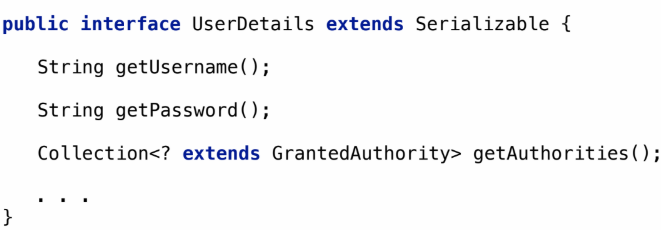 public interface UserDetails extends Serializable {
String getUsername();
String getPassword();
Collection<? extends GrantedAuthority> getAuthorities();
. . .
}